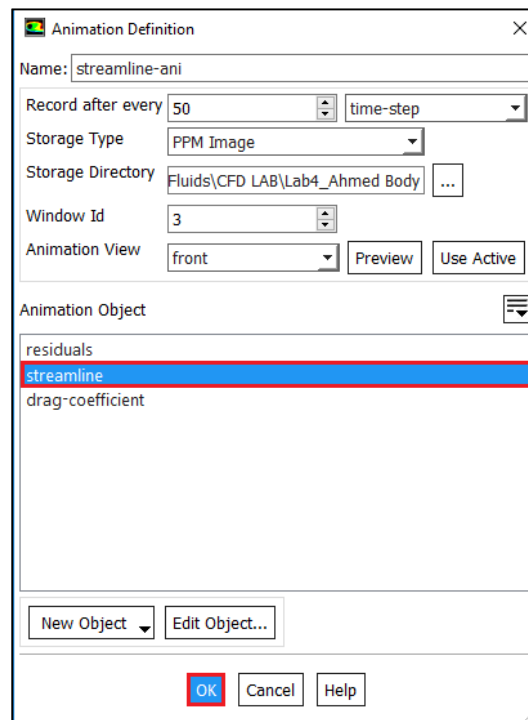 Animation Definition
Name: streamline-ani
Record after every 50 time-step
Storage Type PPM Image
Storage Directory Fluids\CFD LAB\Lab4_Ahmed Body ...
Window Id 3
Animation View front Preview Use Active
Animation Object
residuals
streamline
drag-coefficient
New Object Edit Object...
OK Cancel Help